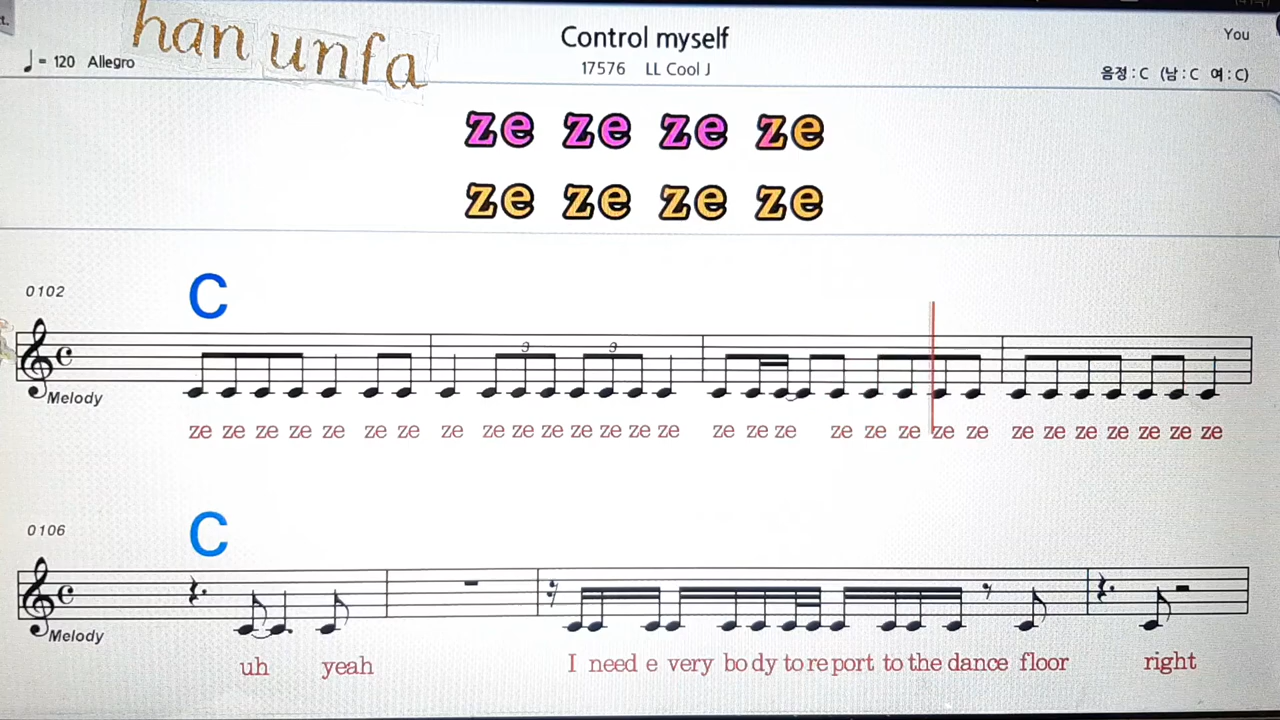 t.
han unfa
Control myself
You
♩ = 120 Allegro
17576 LL Cool J
음정 : C (남 : C 여 : C)
ze ze ze ze
ze ze ze ze
0102
C
3 3
Melody
ze ze ze ze ze ze ze ze ze ze ze ze ze ze ze ze ze ze ze ze ze ze ze ze ze ze ze ze ze ze
0106
C
Melody
uh yeah I need e very bo dy to re port to the dance floor right